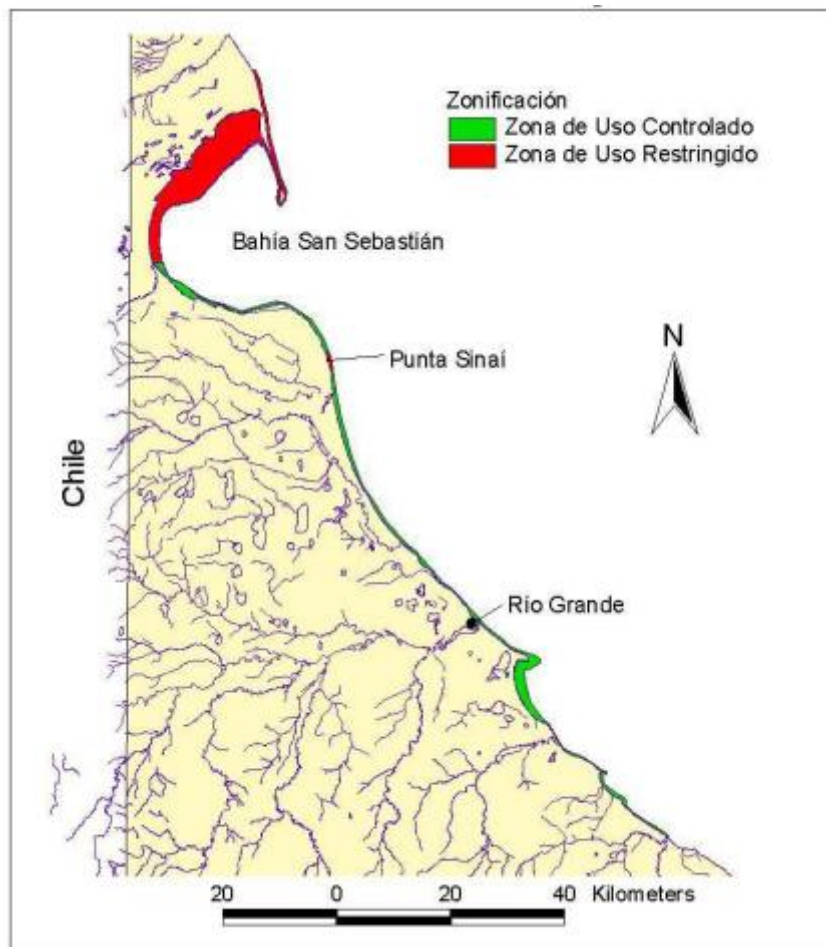 Zonificación
Zona de Uso Controlado
Zona de Uso Restringido
Bahía San Sebastián
N
Punta Sinaí
Chile
Río Grande
20 0 20 40 Kilometers